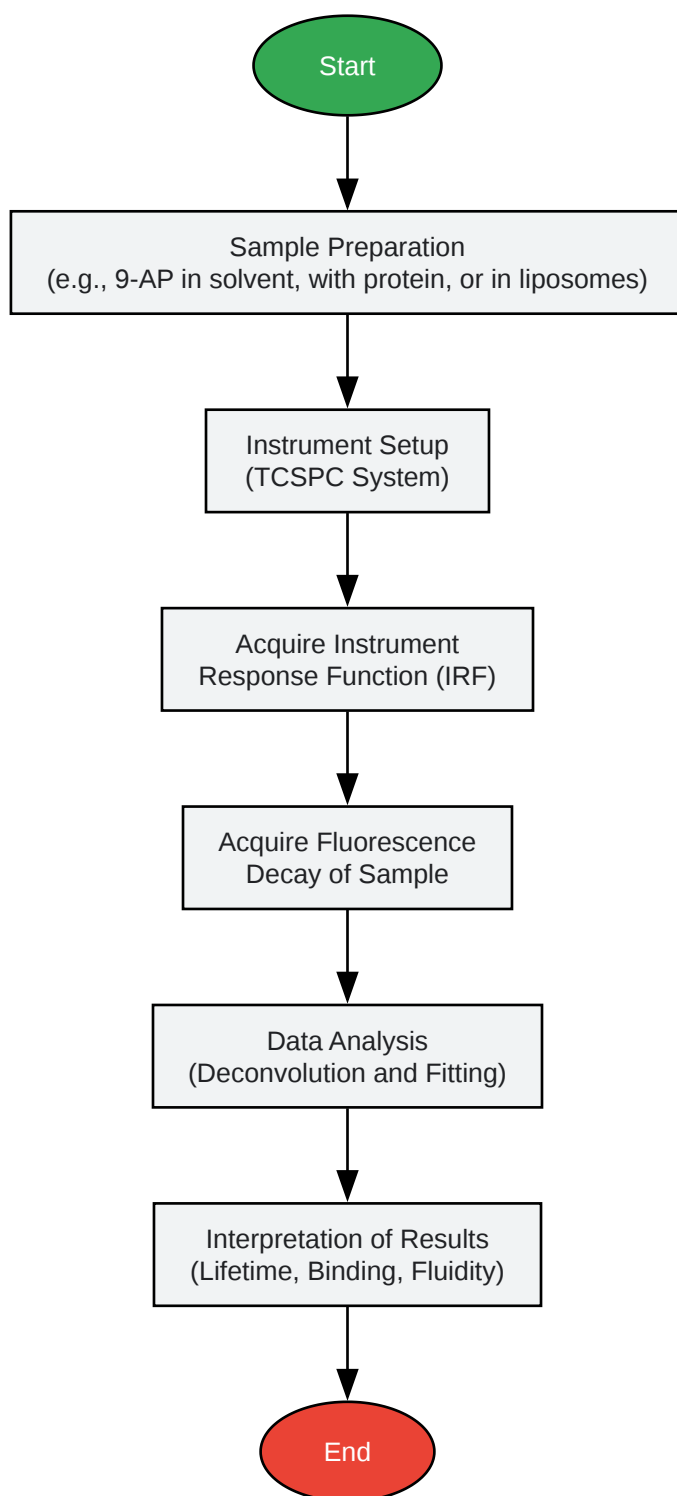 Start
Sample Preparation
(e.g., 9-AP in solvent, with protein, or in liposomes)
Instrument Setup
(TCSPC System)
Acquire Instrument
Response Function (IRF)
Acquire Fluorescence
Decay of Sample
Data Analysis
(Deconvolution and Fitting)
Interpretation of Results
(Lifetime, Binding, Fluidity)
End